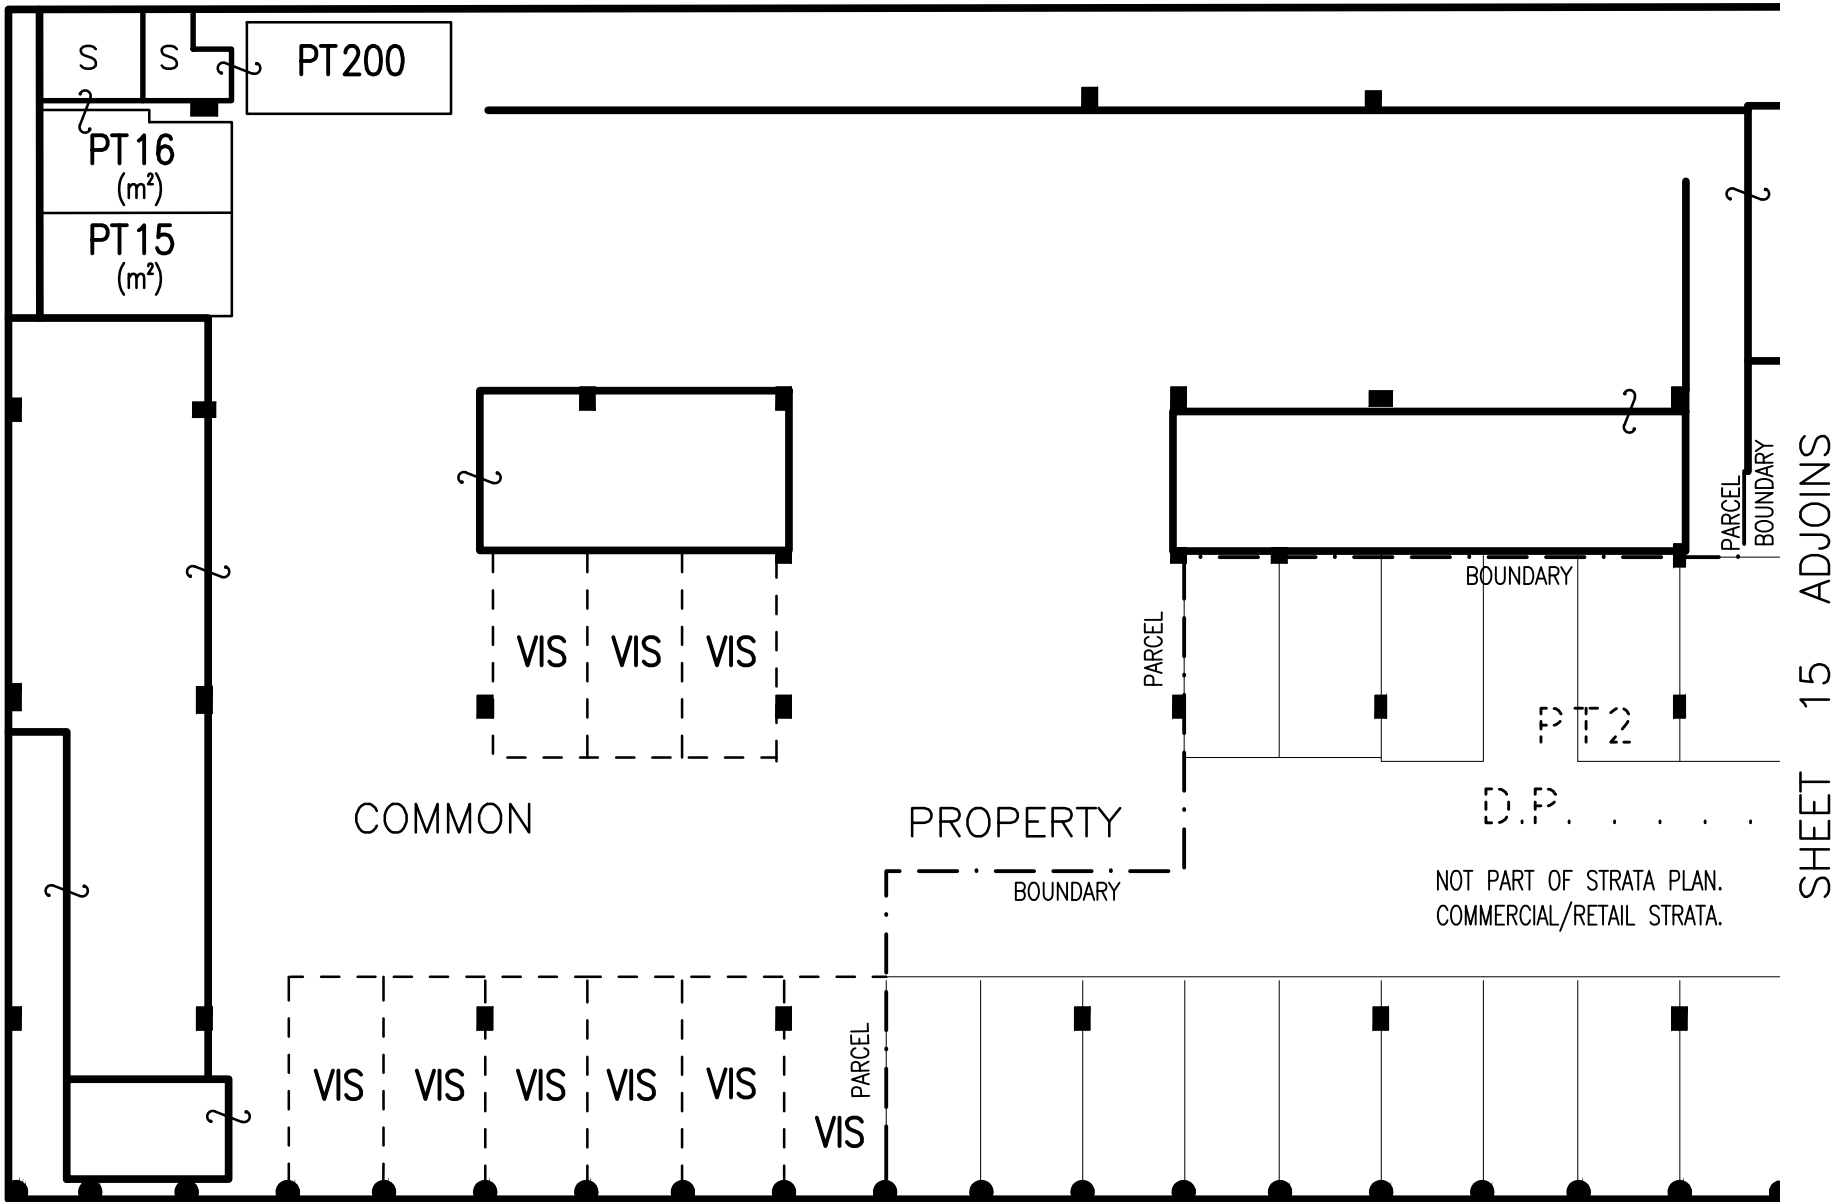 S
S
PT200
PT16
(m²)
PT15
(m²)
VIS
VIS
VIS
COMMON
PROPERTY
PARCEL
BOUNDARY
PARCEL
BOUNDARY
BOUNDARY
PARCEL
PT2
D.P. . . . .
NOT PART OF STRATA PLAN.
COMMERCIAL/RETAIL STRATA.
VIS
VIS
VIS
VIS
VIS
VIS
SHEET 15 ADJOINS